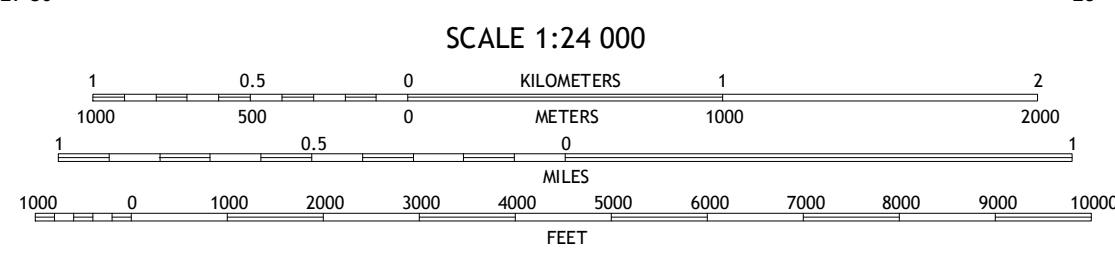 SCALE 1:24 000
1 0.5 0 KILOMETERS 1 2
1000 500 0 METERS 1000 2000
1 0.5 0 1
MILES
1000 0 1000 2000 3000 4000 5000 6000 7000 8000 9000 10000
FEET